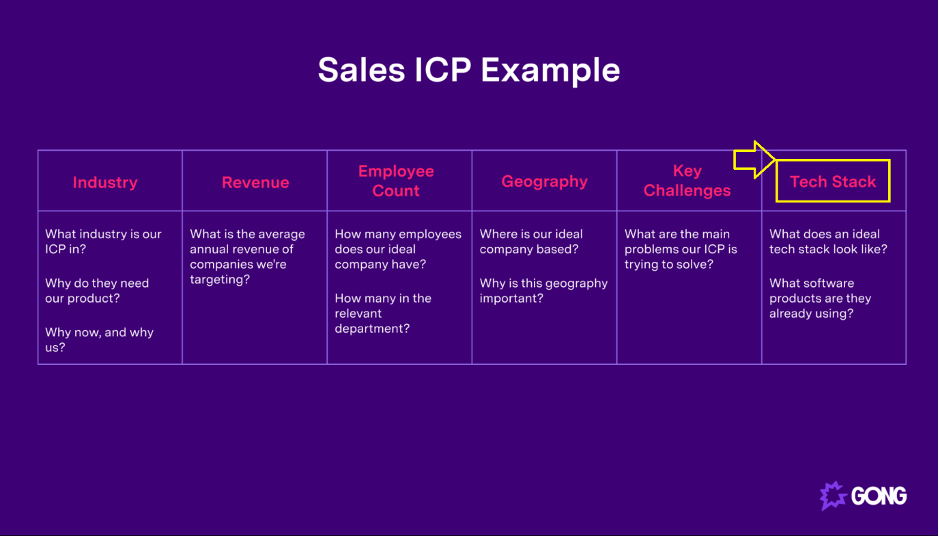 Sales ICP Example
Industry
Revenue
Employee
Count
Geography
Key
Challenges
Tech Stack
What industry is our
ICP in?
Why do they need
our product?
Why now, and why
us?
What is the average
annual revenue of
companies we're
targeting?
How many employees
does our ideal
company have?
How many in the
relevant
department?
Where is our ideal
company based?
Why is this geography
important?
What are the main
problems our ICP is
trying to solve?
What does an ideal
tech stack look like?
What software
products are they
already using?
GONG